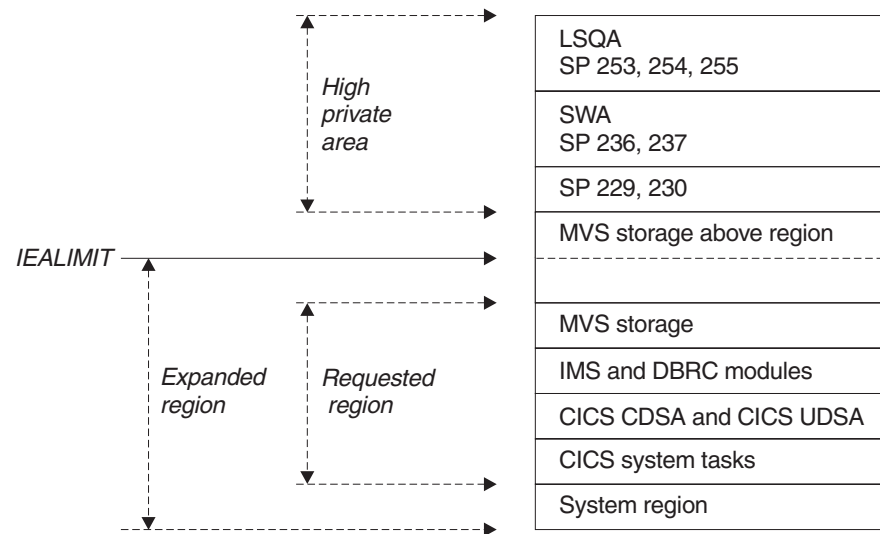 LSQA
SP 253, 254, 255
High
private
area
SWA
SP 236, 237
SP 229, 230
MVS storage above region
IEALIMIT
MVS storage
Expanded
region
Requested
region
IMS and DBRC modules
CICS CDSA and CICS UDSA
CICS system tasks
System region